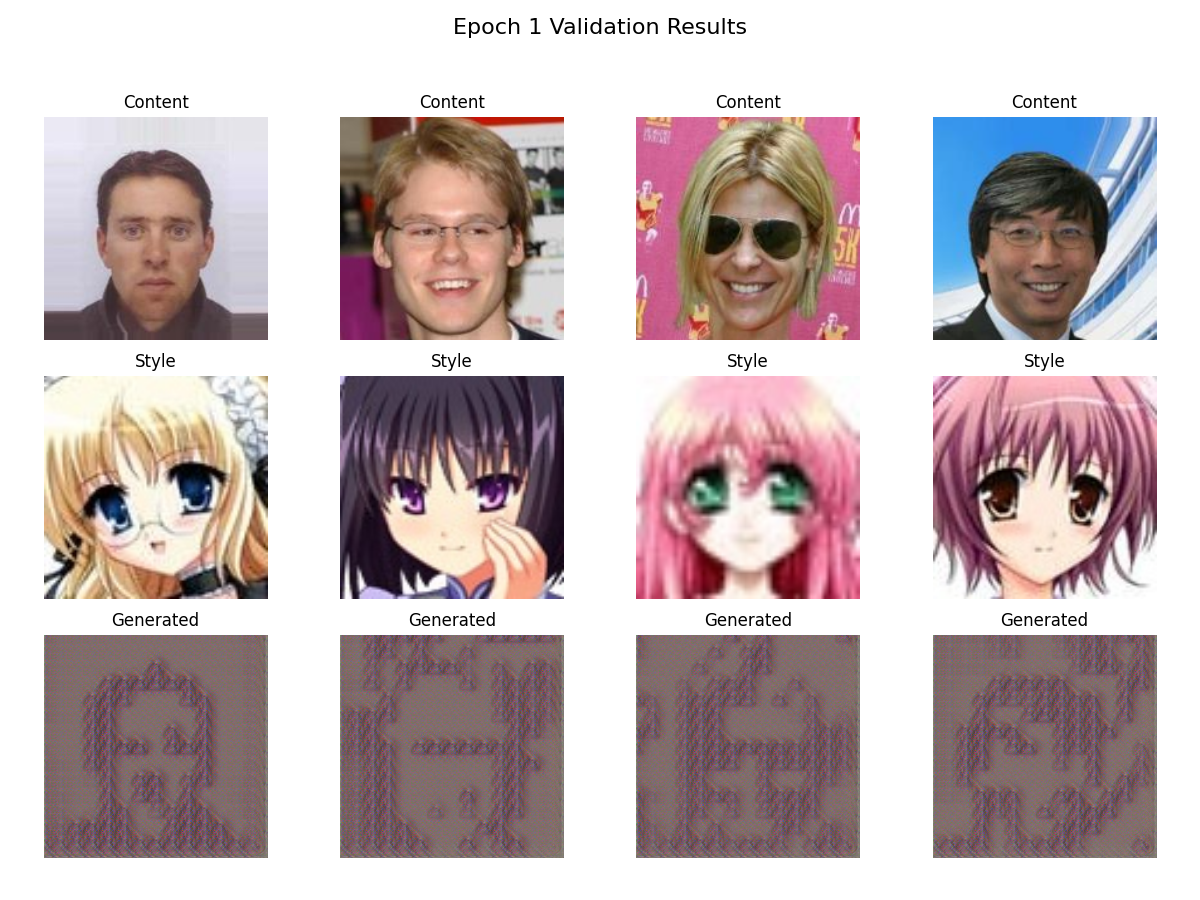 Epoch 1 Validation Results
Content Content Content Content
Style Style Style Style
Generated Generated Generated Generated